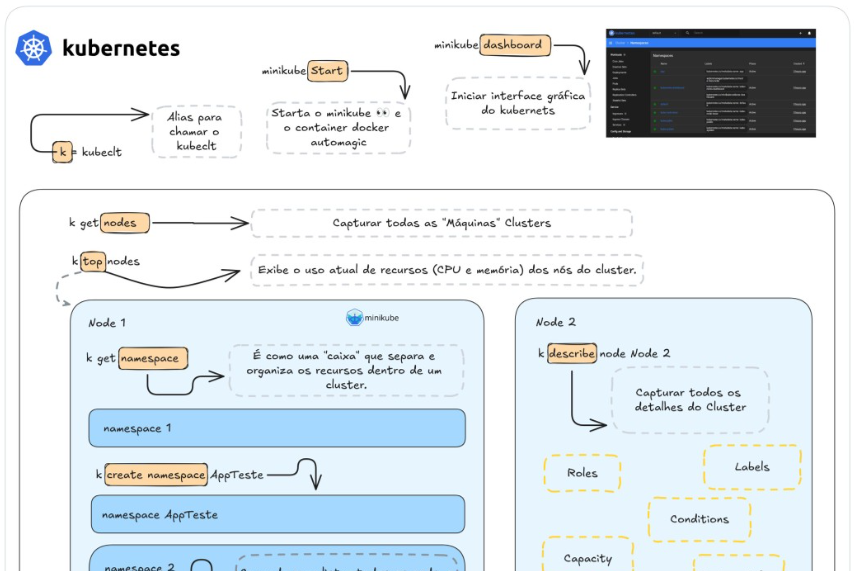 kubernetes
minikube dashboard
minikube Start
Iniciar interface gráfica
do kubernets
Starta o minikube 👀 e
o container docker
automagic
Alias para
chamar o
kubeclt
k = kubeclt
Namespaces
k get nodes
Capturar todas as "Máquinas" Clusters
k top nodes
Exibe o uso atual de recursos (CPU e memória) dos nós do cluster.
Node 1
minikube
k get namespace
É como uma "caixa" que separa e
organiza os recursos dentro de um
cluster.
namespace 1
k create namespace AppTeste
namespace AppTeste
namespace 2
Node 2
k describe node Node 2
Capturar todos os
detalhes do Cluster
Roles
Labels
Conditions
Capacity